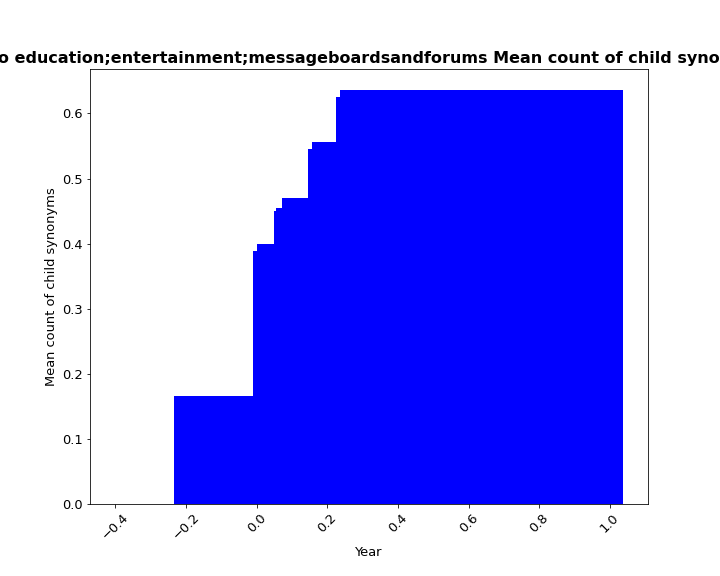 o education;entertainment;messageboardsandforums Mean count of child syno
0.6
0.5
0.4
0.3
0.2
0.1
0.0
Mean count of child synonyms
−0.4 −0.2 0.0 0.2 0.4 0.6 0.8 1.0
Year